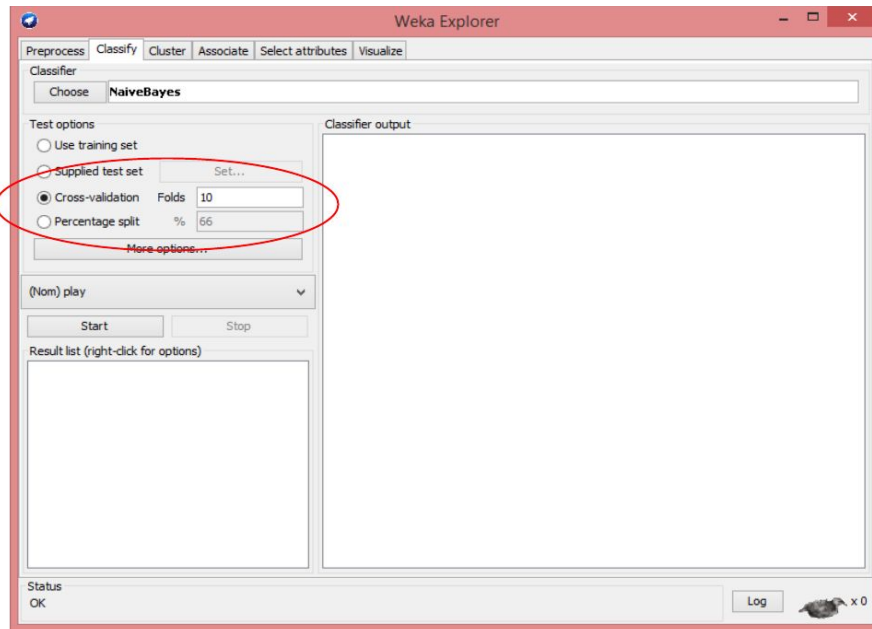 Weka Explorer
Preprocess Classify Cluster Associate Select attributes Visualize
Classifier
Choose NaiveBayes
Test options
Use training set
Supplied test set Set...
Cross-validation Folds 10
Percentage split % 66
More options...
(Nom) play
Start Stop
Result list (right-click for options)
Classifier output
Status
OK
Log x 0